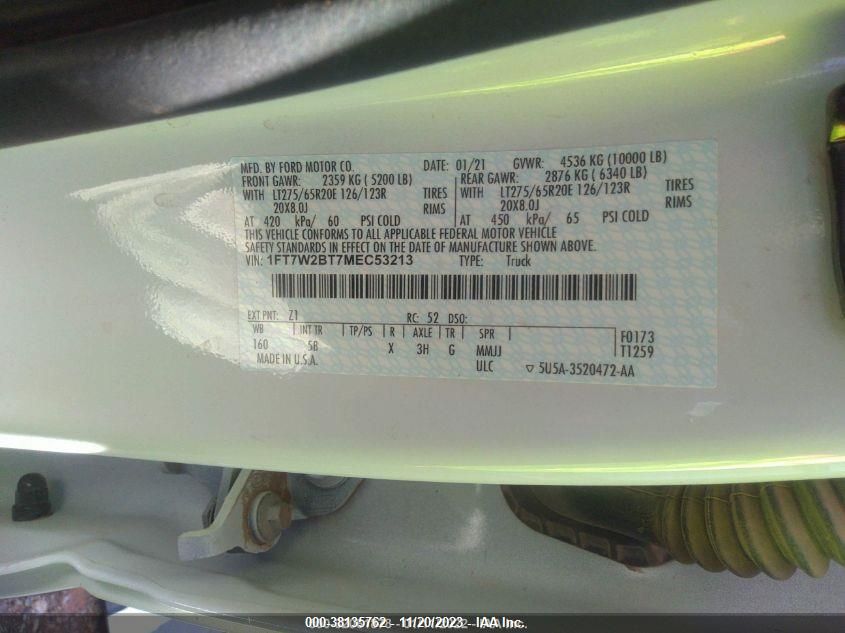 MFD. BY FORD MOTOR CO. DATE: 01/21 GVWR: 4536 KG (10000 LB)
FRONT GAWR: 2359 KG ( 5200 LB) REAR GAWR: 2876 KG ( 6340 LB)
WITH LT275/65R20E 126/123R TIRES WITH LT275/65R20E 126/123R TIRES
20X8.0J RIMS 20X8.0J RIMS
AT 420 kPa/ 60 PSI COLD AT 450 kPa/ 65 PSI COLD
THIS VEHICLE CONFORMS TO ALL APPLICABLE FEDERAL MOTOR VEHICLE
SAFETY STANDARDS IN EFFECT ON THE DATE OF MANUFACTURE SHOWN ABOVE.
VIN: 1FT7W2BT7MEC53213 TYPE: Truck
EXT PNT: Z1 RC: 52 DSO:
WB INT TR TP/PS R AXLE TR SPR F0173
160 5B X 3H G MMJJ T1259
MADE IN U.S.A. ULC ▽ 5U5A-3520472-AA
000-38135762 - 11/20/2023 - IAA Inc.